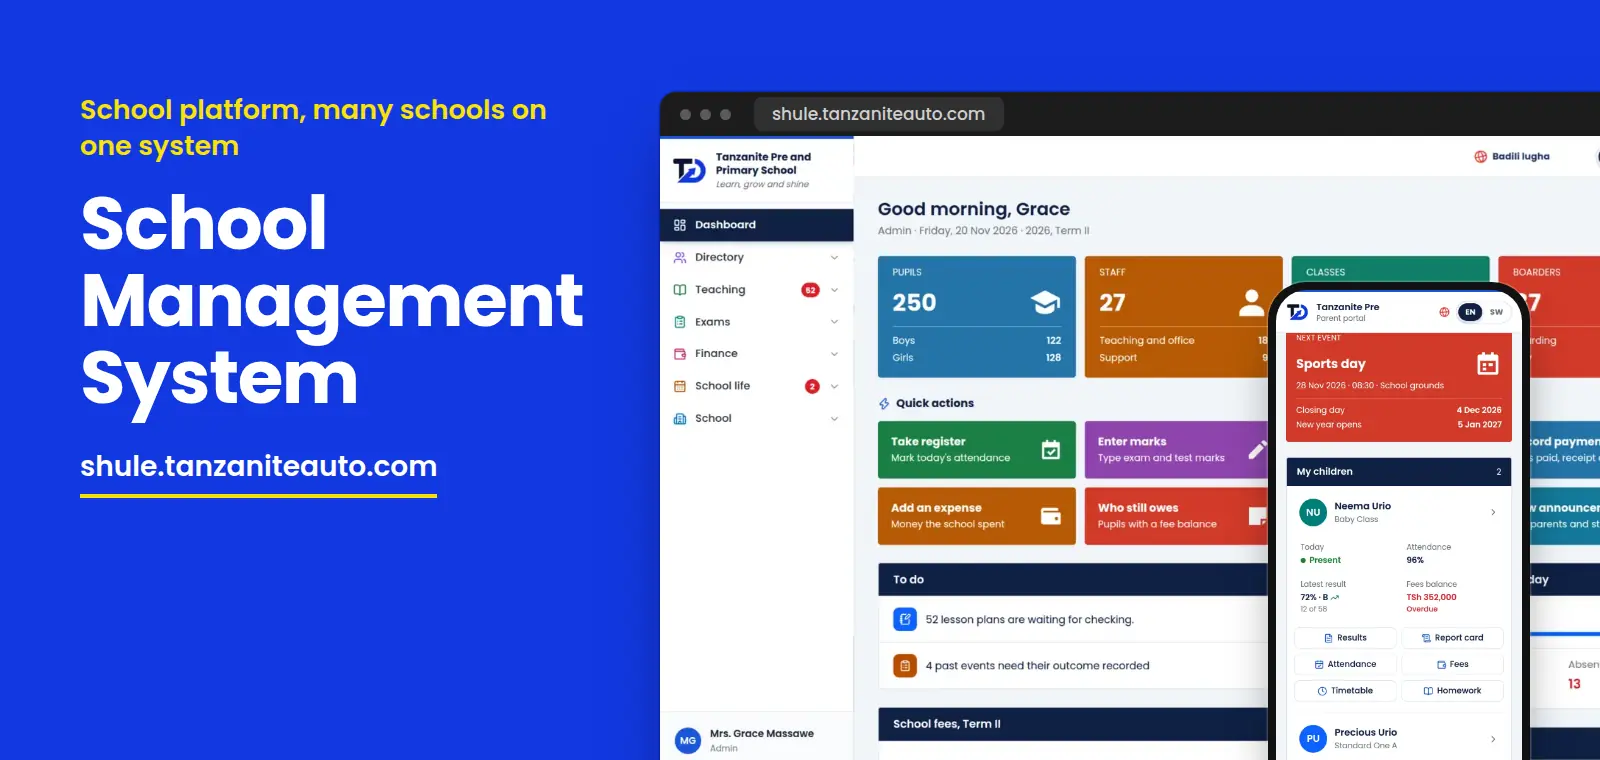 School platform, many schools on
one system
School
Management
System
shule.tanzaniteauto.com
shule.tanzaniteauto.com
Tanzanite Pre and
Primary School
Learn, grow and shine
Badili lugha
Dashboard
Directory
Teaching 52
Exams
Finance
School life 2
School
MG Mrs. Grace Massawe
Admin
Good morning, Grace
Admin · Friday, 20 Nov 2026 · 2026, Term II
PUPILS
250
Boys 122
Girls 128
STAFF
27
Teaching and office 18
Support 9
CLASSES
BOARDERS
Quick actions
Take register
Mark today's attendance
Enter marks
Type exam and test marks
Add an expense
Money the school spent
Who still owes
Pupils with a fee balance
To do
52 lesson plans are waiting for checking.
4 past events need their outcome recorded
School fees, Term II
13
Tanzanite Pre
Parent portal
EN SW
NEXT EVENT
Sports day
28 Nov 2026 · 08:30 · School grounds
Closing day 4 Dec 2026
New year opens 5 Jan 2027
My children 2
NU Neema Urio
Baby Class
Today Attendance
Present 96%
Latest result Fees balance
72% · B TSh 352,000
12 of 58 Overdue
Results Report card
Attendance Fees
Timetable Homework
PU Precious Urio
Standard One A